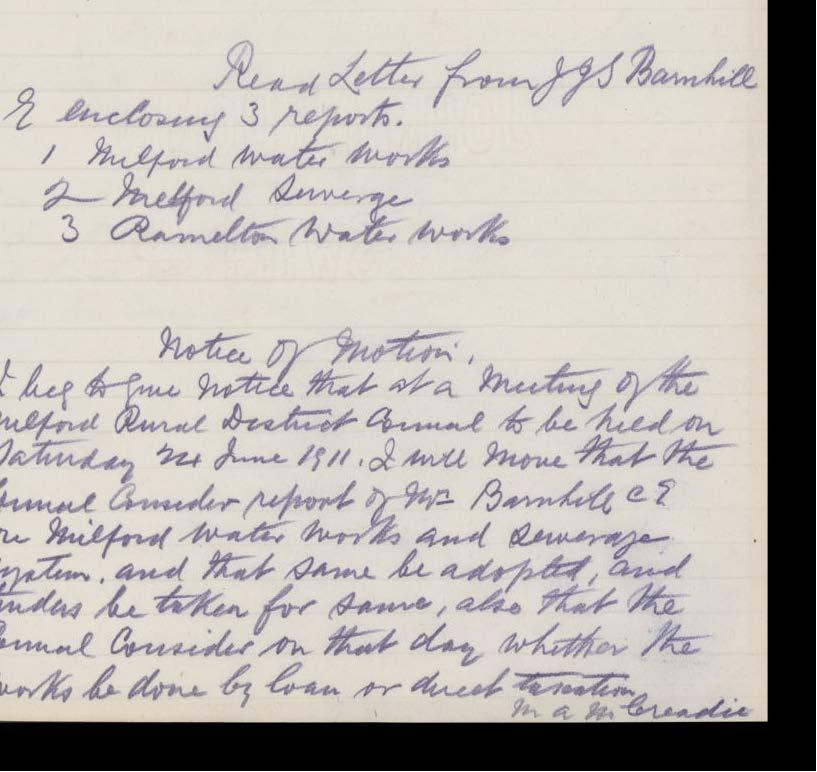 Read Letter from J G S Barnhill
E enclosing 3 reports.
1 Milford Water Works
2 Milford Sewerge
3 Ramelton Water Works
Notice of Motion.
I beg to give Notice that at a Meeting of the
Milford Rural District Council to be held on
Saturday 24 June 1911. I will Move that the
Council Consider report of Mr Barnhill C E
on Milford Water Works and Sewerage
System, and that same be adopted, and
tenders be taken for same, also that the
Council Consider on that day whether the
works be done by loan or direct taxation
M A McCreadie